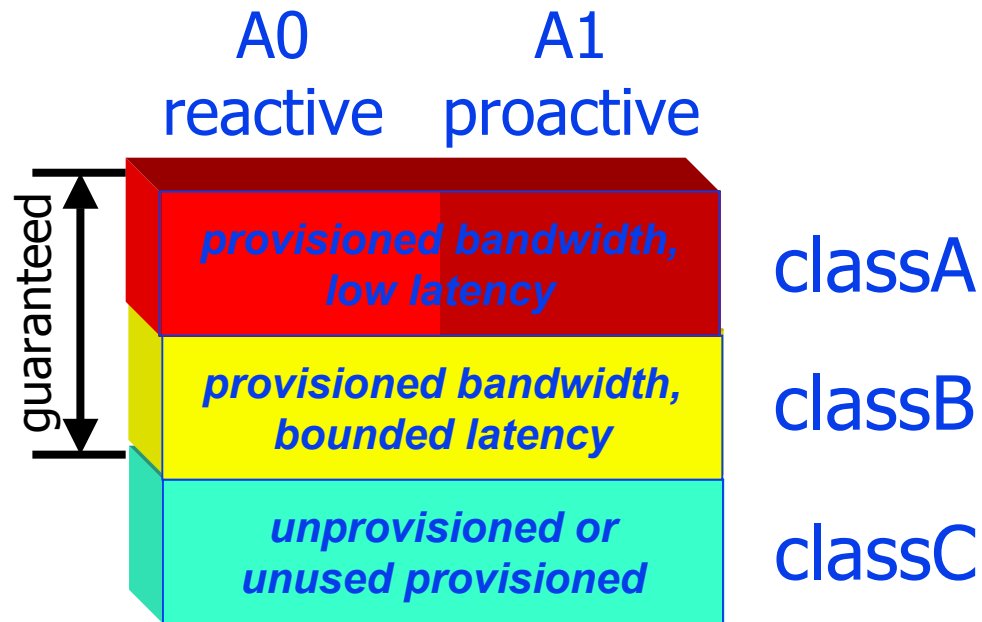 A0
A1
reactive
proactive
guaranteed
provisioned bandwidth,
low latency
classA
provisioned bandwidth,
bounded latency
classB
unprovisioned or
unused provisioned
classC